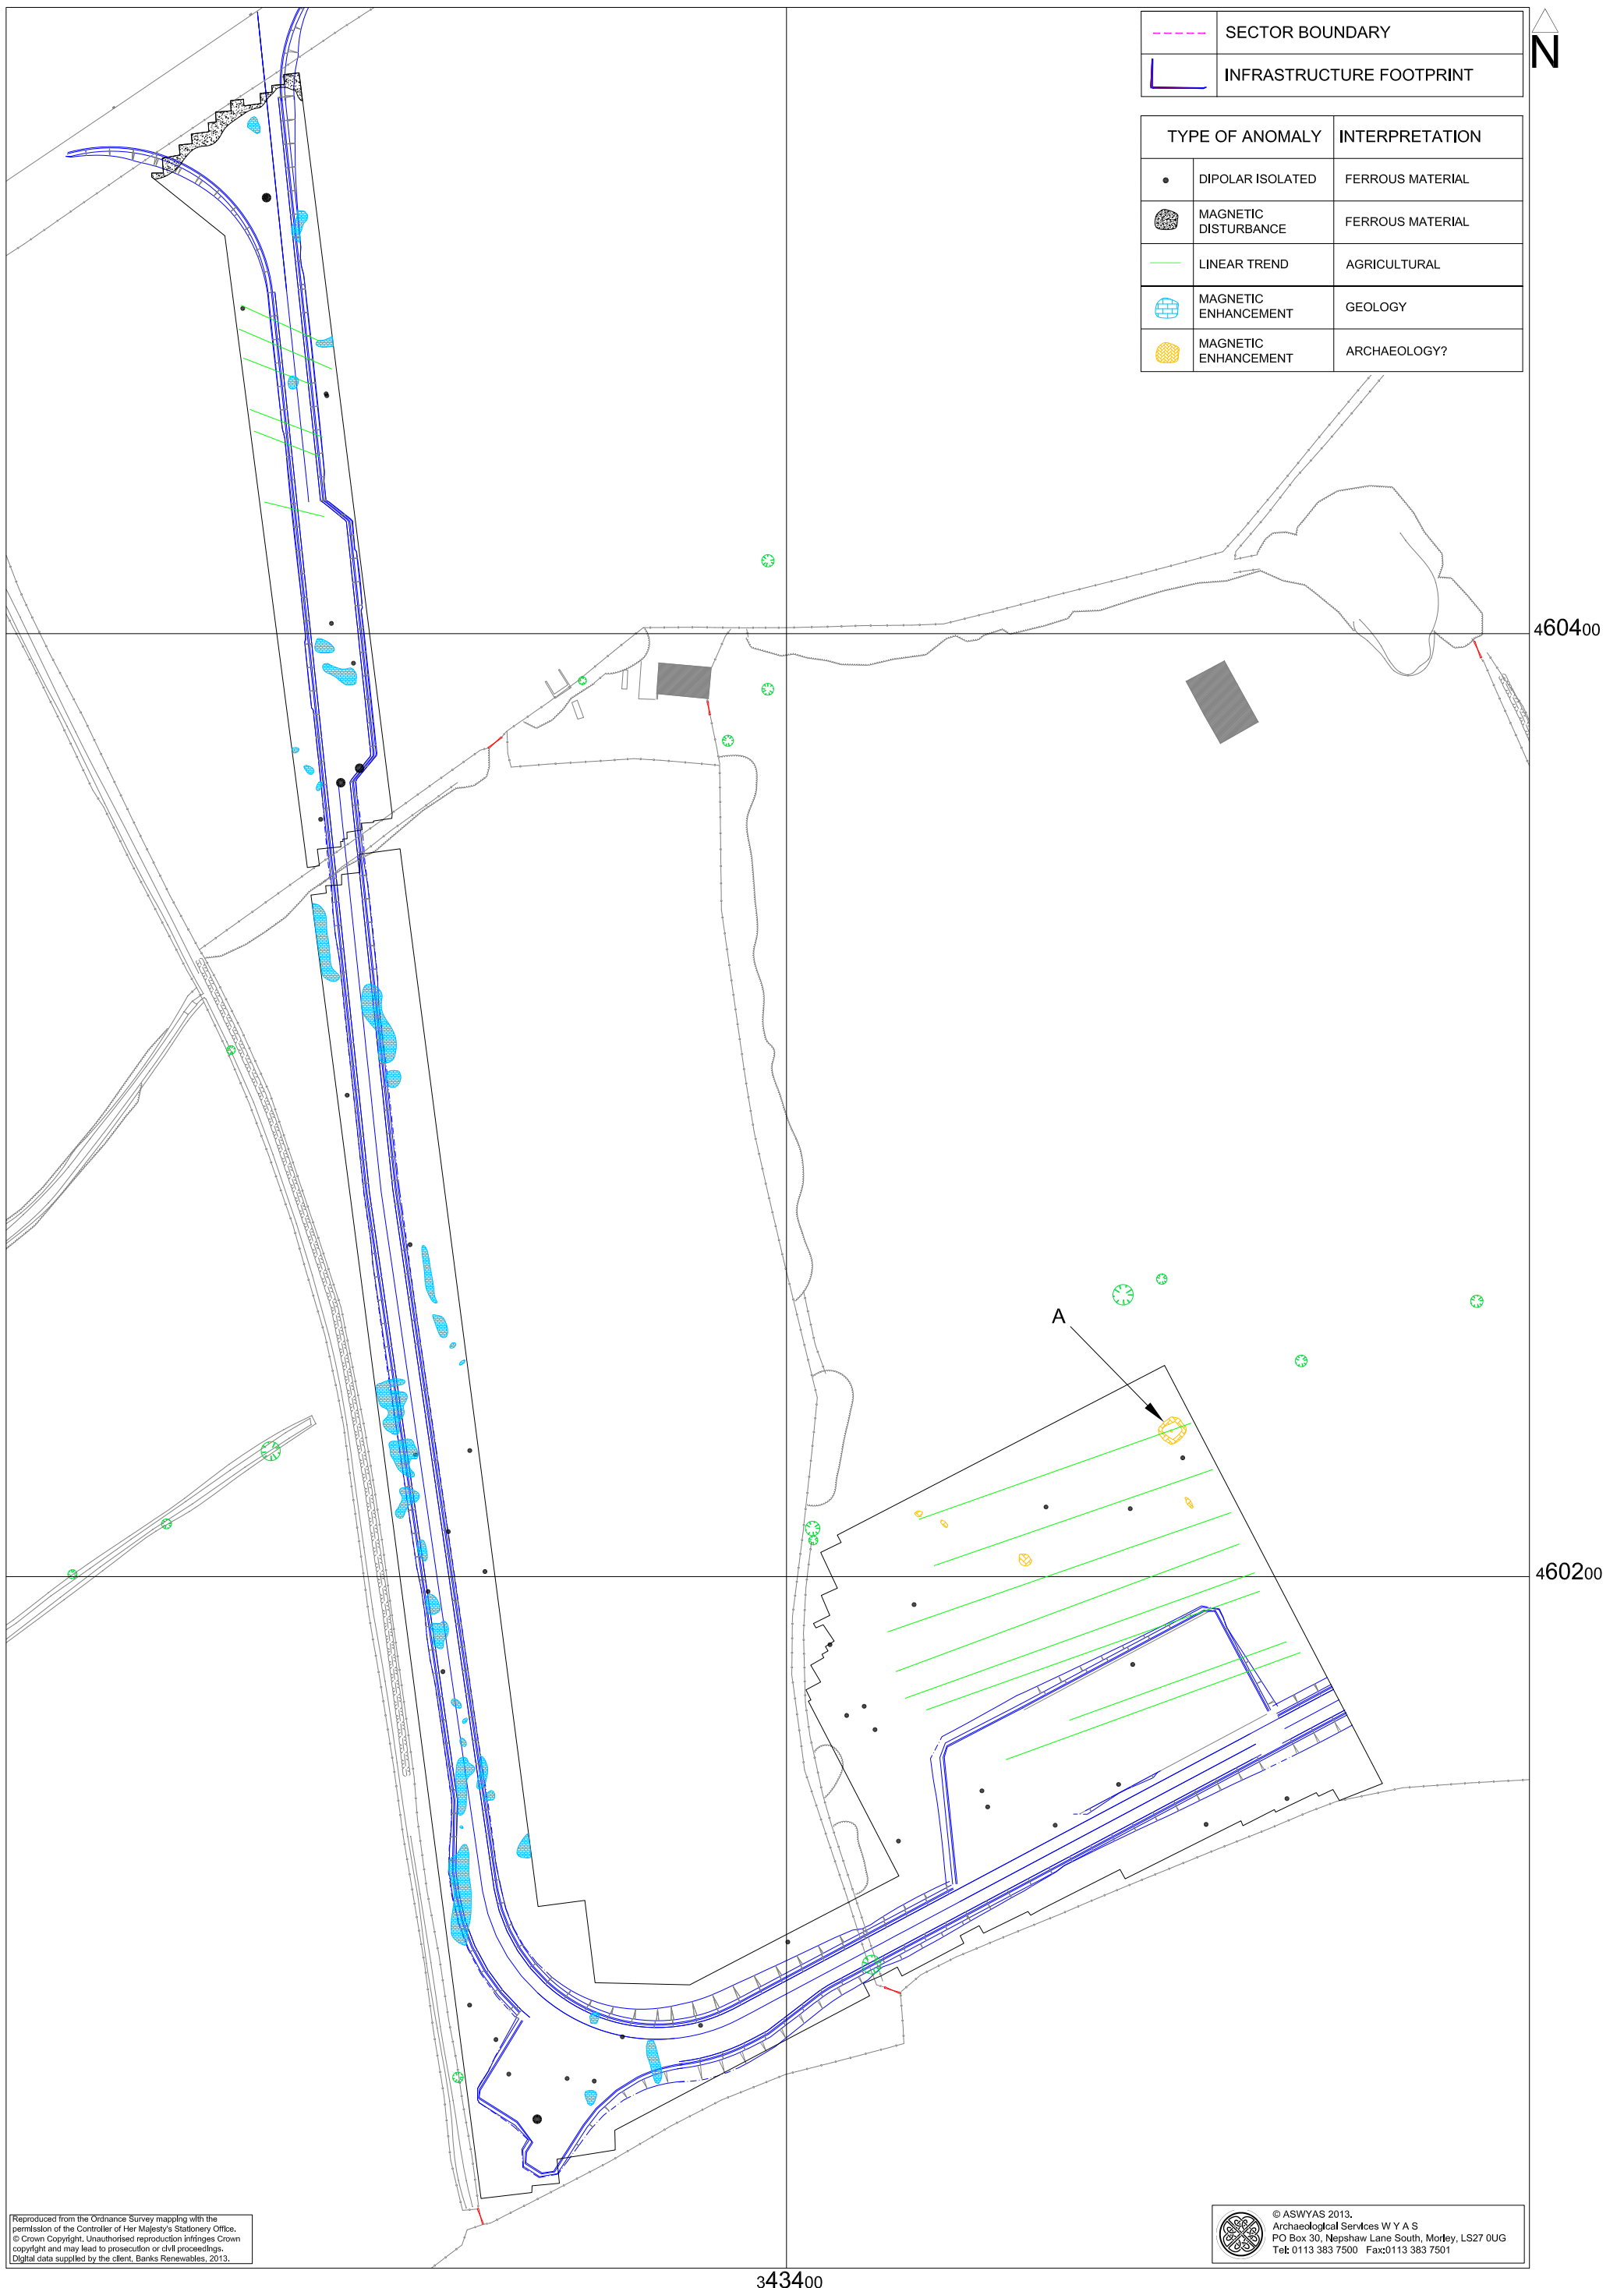 SECTOR BOUNDARY
N
INFRASTRUCTURE FOOTPRINT
TYPE OF ANOMALY INTERPRETATION
DIPOLAR ISOLATED FERROUS MATERIAL
MAGNETIC
DISTURBANCE FERROUS MATERIAL
LINEAR TREND AGRICULTURAL
MAGNETIC
ENHANCEMENT GEOLOGY
MAGNETIC
ENHANCEMENT ARCHAEOLOGY?
460400
A
460200
Reproduced from the Ordnance Survey mapping with the
permission of the Controller of Her Majesty's Stationery Office.
© Crown Copyright. Unauthorised reproduction infringes Crown
copyright and may lead to prosecution or civil proceedings.
Digital data supplied by the client, Banks Renewables, 2013.
© ASWYAS 2013.
Archaeological Services W Y A S
PO Box 30, Nepshaw Lane South, Morley, LS27 0UG
Tel: 0113 383 7500 Fax:0113 383 7501
343400